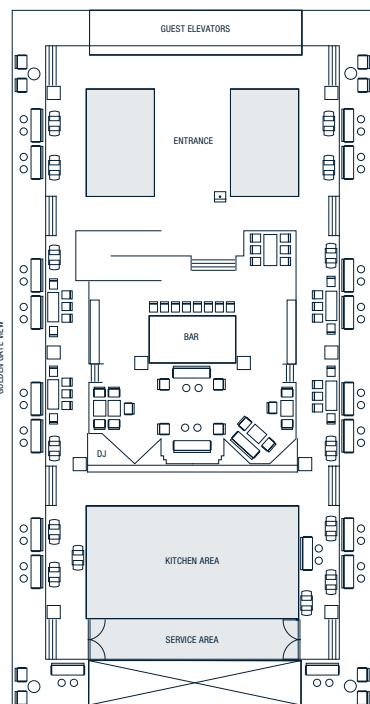 GUEST ELEVATORS
ENTRANCE
GOLDEN GATE VIEW
BAR
DJ
KITCHEN AREA
SERVICE AREA